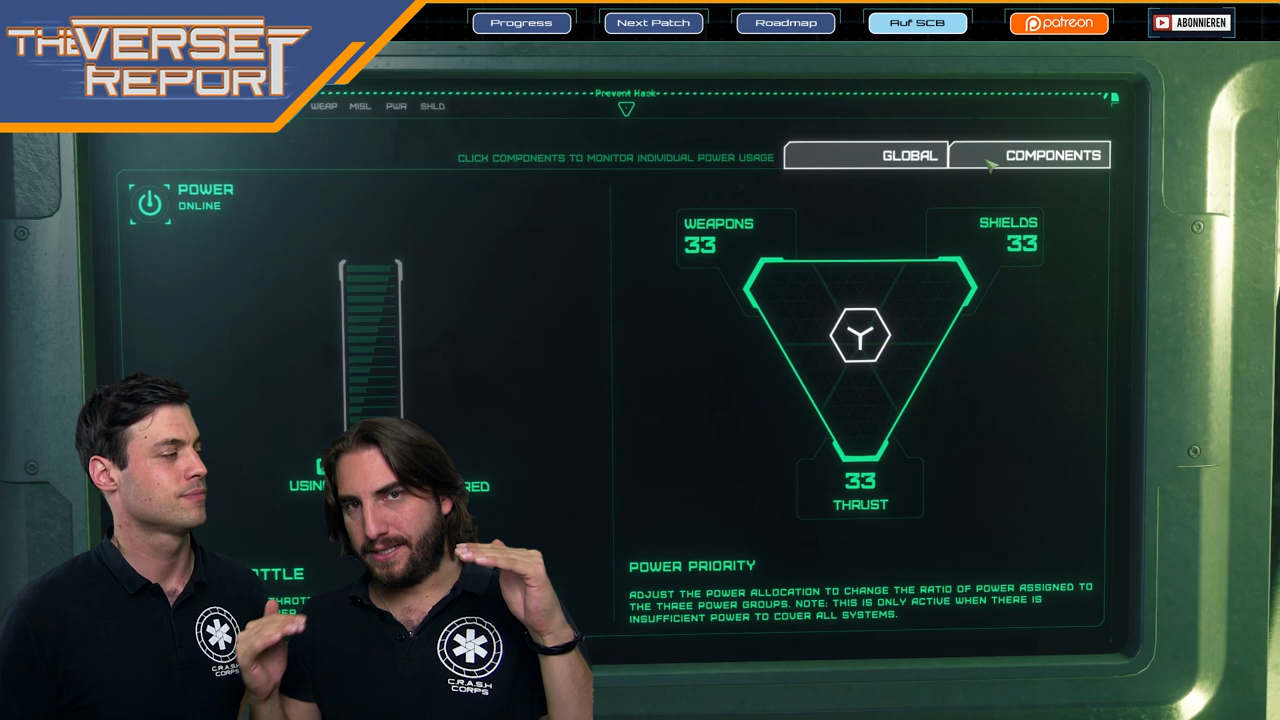 THE VERSE
REPORT
Progress
Next Patch
Roadmap
Auf SCB
patreon
ABONNIEREN
Prevent Hack
WEAP MISL PWR SHLD
CLICK COMPONENTS TO MONITOR INDIVIDUAL POWER USAGE
GLOBAL
COMPONENTS
POWER
ONLINE
WEAPONS
33
SHIELDS
33
33
THRUST
POWER PRIORITY
ADJUST THE POWER ALLOCATION TO CHANGE THE RATIO OF POWER ASSIGNED TO
THE THREE POWER GROUPS. NOTE: THIS IS ONLY ACTIVE WHEN THERE IS
INSUFFICIENT POWER TO COVER ALL SYSTEMS.
C.R.A.S.H
CORPS
C.R.A.S.H
CORPS